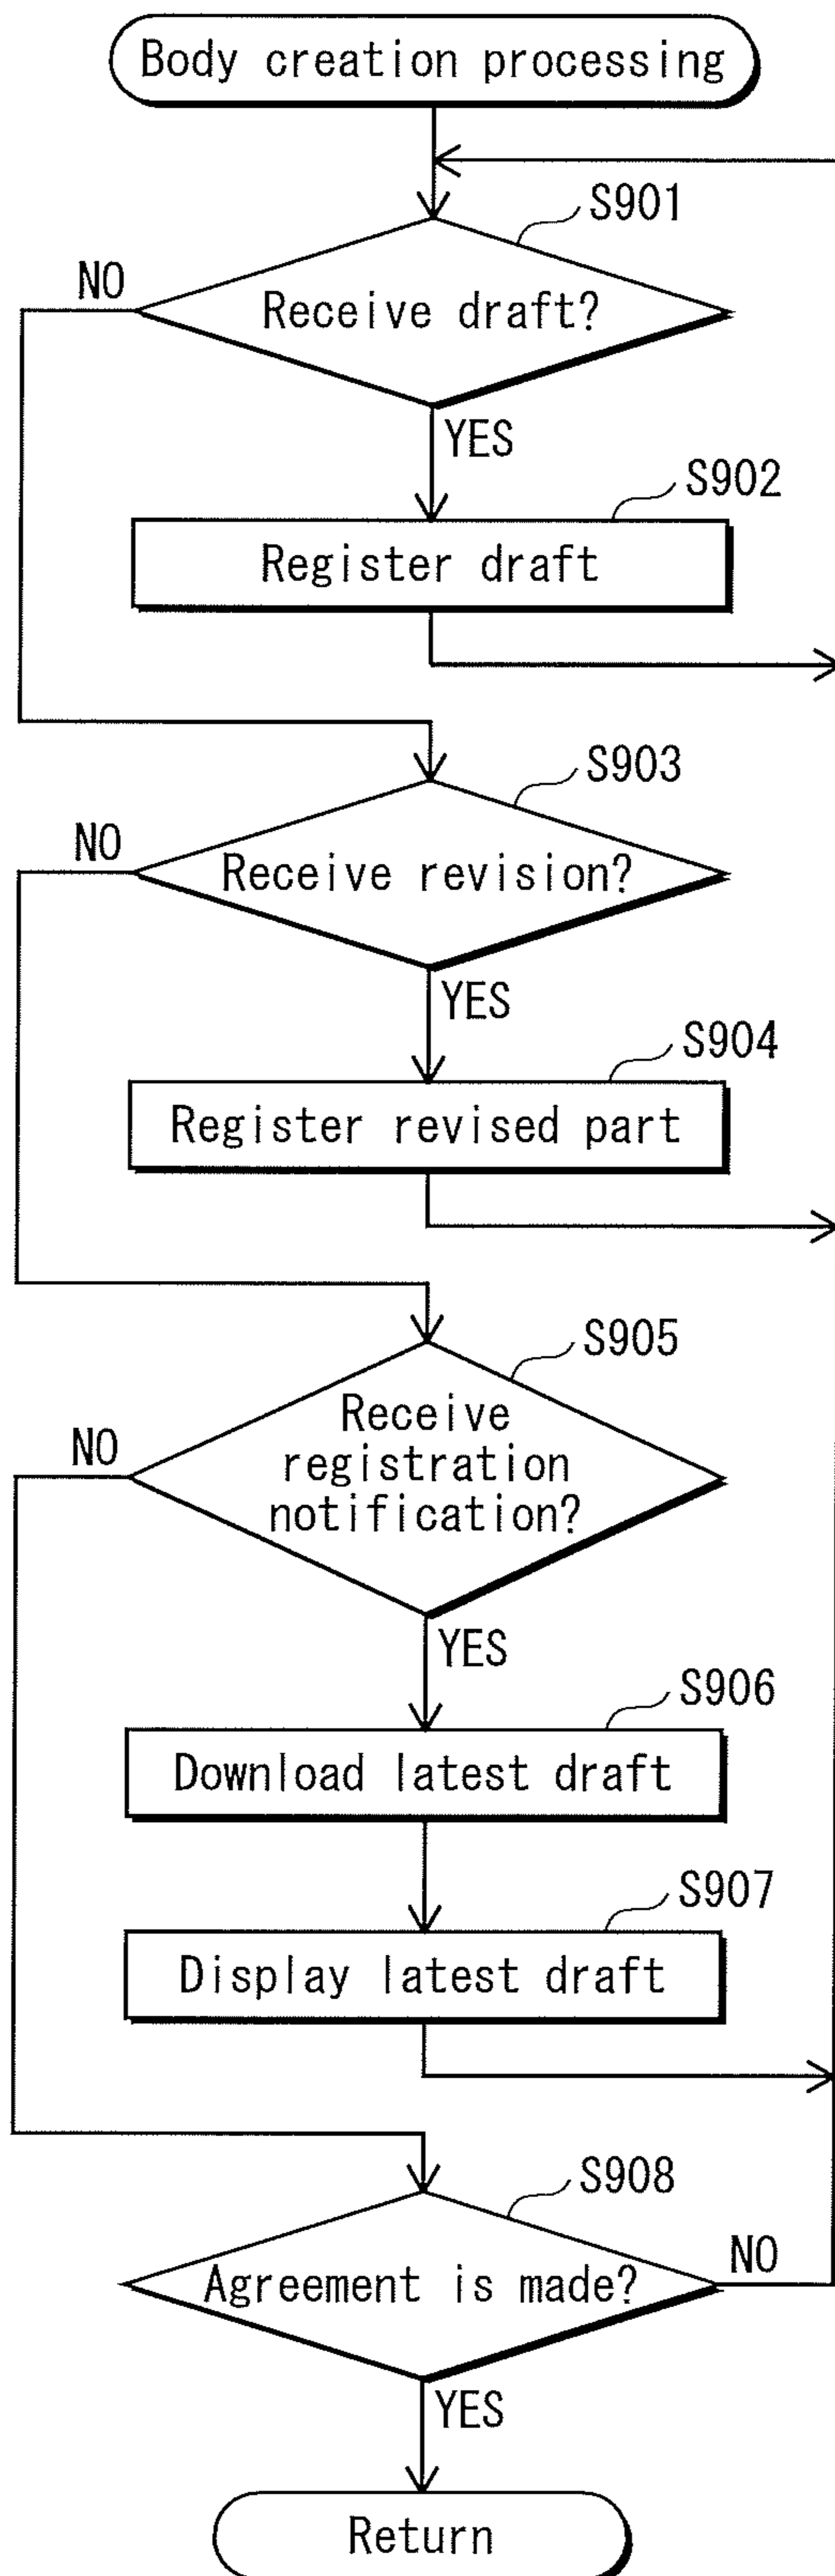 Body creation processing
S901
NO
Receive draft?
YES
S902
Register draft
S903
NO
Receive revision?
YES
S904
Register revised part
S905
NO
Receive
registration
notification?
YES
S906
Download latest draft
S907
Display latest draft
S908
Agreement is made?
NO
YES
Return